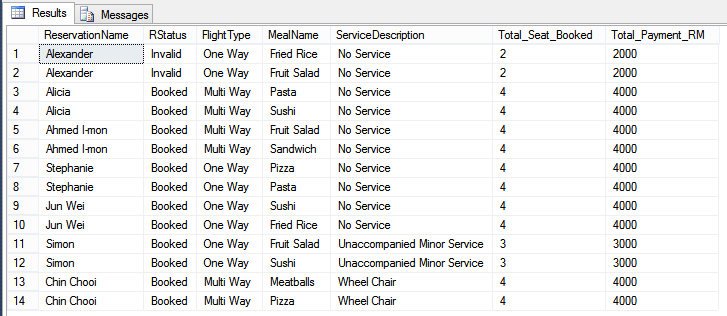 Results Messages
ReservationName RStatus FlightType MealName ServiceDescription Total_Seat_Booked Total_Payment_RM
1 Alexander Invalid One Way Fried Rice No Service 2 2000
2 Alexander Invalid One Way Fruit Salad No Service 2 2000
3 Alicia Booked Multi Way Pasta No Service 4 4000
4 Alicia Booked Multi Way Sushi No Service 4 4000
5 Ahmed I-mon Booked Multi Way Fruit Salad No Service 4 4000
6 Ahmed I-mon Booked Multi Way Sandwich No Service 4 4000
7 Stephanie Booked One Way Pizza No Service 4 4000
8 Stephanie Booked One Way Pasta No Service 4 4000
9 Jun Wei Booked One Way Sushi No Service 4 4000
10 Jun Wei Booked One Way Fried Rice No Service 4 4000
11 Simon Booked One Way Fruit Salad Unaccompanied Minor Service 3 3000
12 Simon Booked One Way Sushi Unaccompanied Minor Service 3 3000
13 Chin Chooi Booked Multi Way Meatballs Wheel Chair 4 4000
14 Chin Chooi Booked Multi Way Pizza Wheel Chair 4 4000